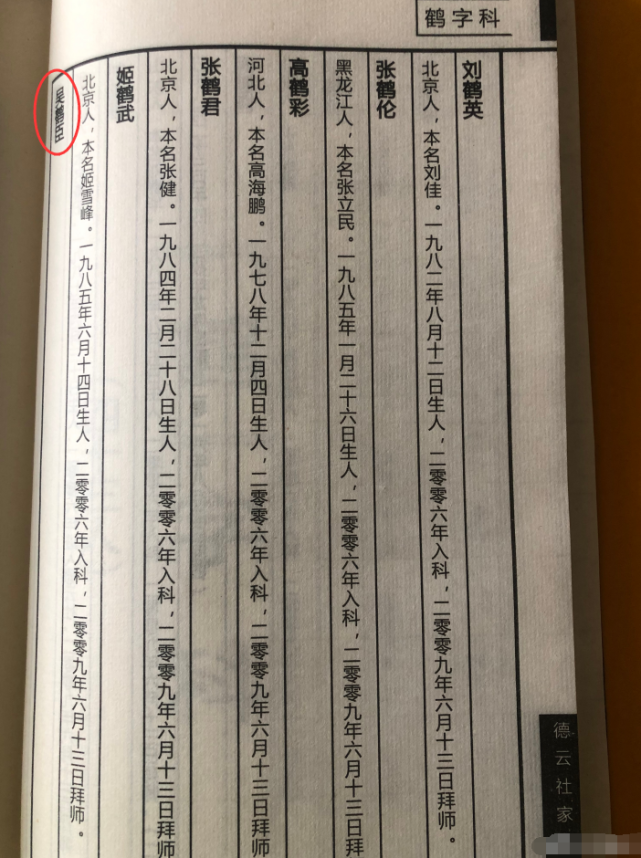 鹤字科
刘鹤英
北京人，本名刘佳。一九八二年八月十二日生人，二零零六年入科，二零零九年六月十三日拜师。
张鹤伦
黑龙江人，本名张立民。一九八五年一月二十六日生人，二零零六年入科，二零零九年六月十三日拜师
高鹤彩
河北人，本名高海鹏。一九七八年十二月四日生人，二零零六年入科，二零零九年六月十三日拜师
张鹤君
北京人，本名张健。一九八四年二月二十八日生人，二零零六年入科，二零零九年六月十三日拜师
姬鹤武
北京人，本名姬雪峰。一九八五年六月十四日生人，二零零六年入科，二零零九年六月十三日拜师。
吴鹤臣
德云社家